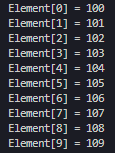 Element[0] = 100
Element[1] = 101
Element[2] = 102
Element[3] = 103
Element[4] = 104
Element[5] = 105
Element[6] = 106
Element[7] = 107
Element[8] = 108
Element[9] = 109